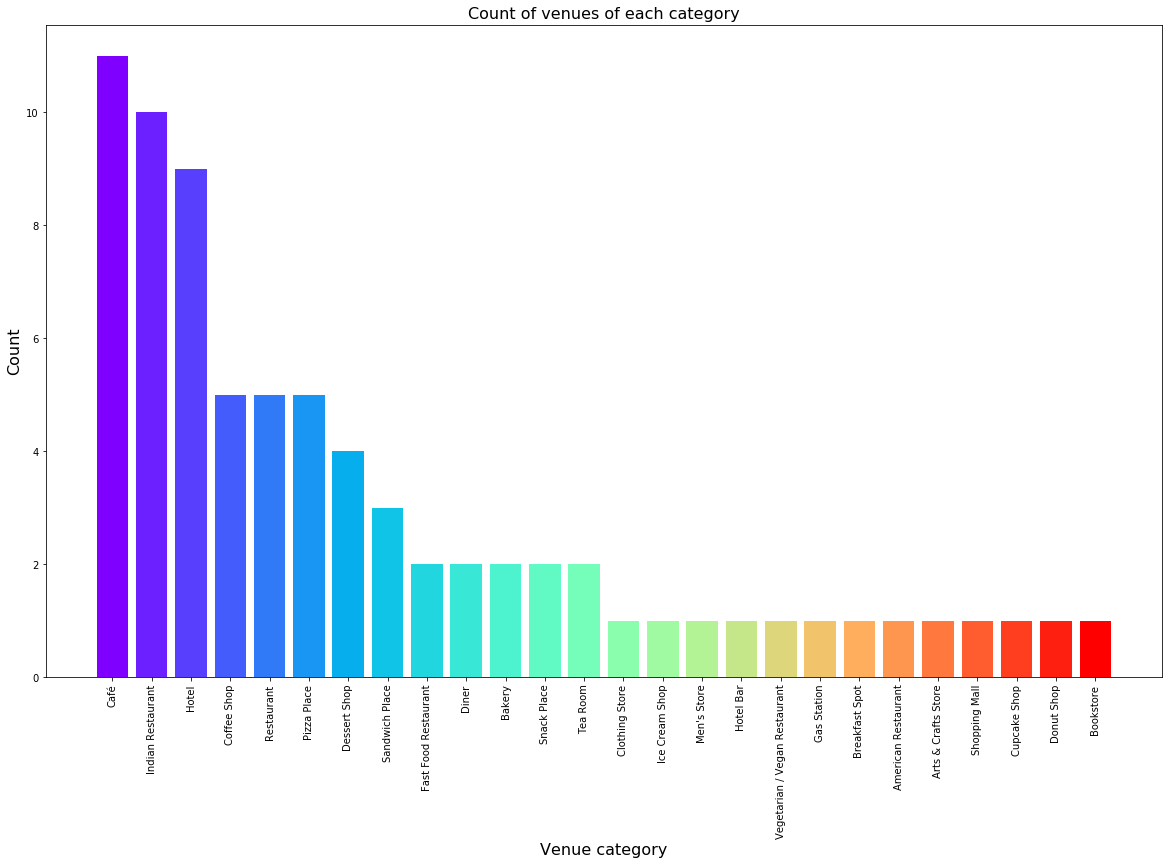 Count of venues of each category
Count
10
8
6
4
2
0
Café
Indian Restaurant
Hotel
Coffee Shop
Restaurant
Pizza Place
Dessert Shop
Sandwich Place
Fast Food Restaurant
Diner
Bakery
Snack Place
Tea Room
Clothing Store
Ice Cream Shop
Men's Store
Hotel Bar
Vegetarian / Vegan Restaurant
Gas Station
Breakfast Spot
American Restaurant
Arts & Crafts Store
Shopping Mall
Cupcake Shop
Donut Shop
Bookstore
Venue category